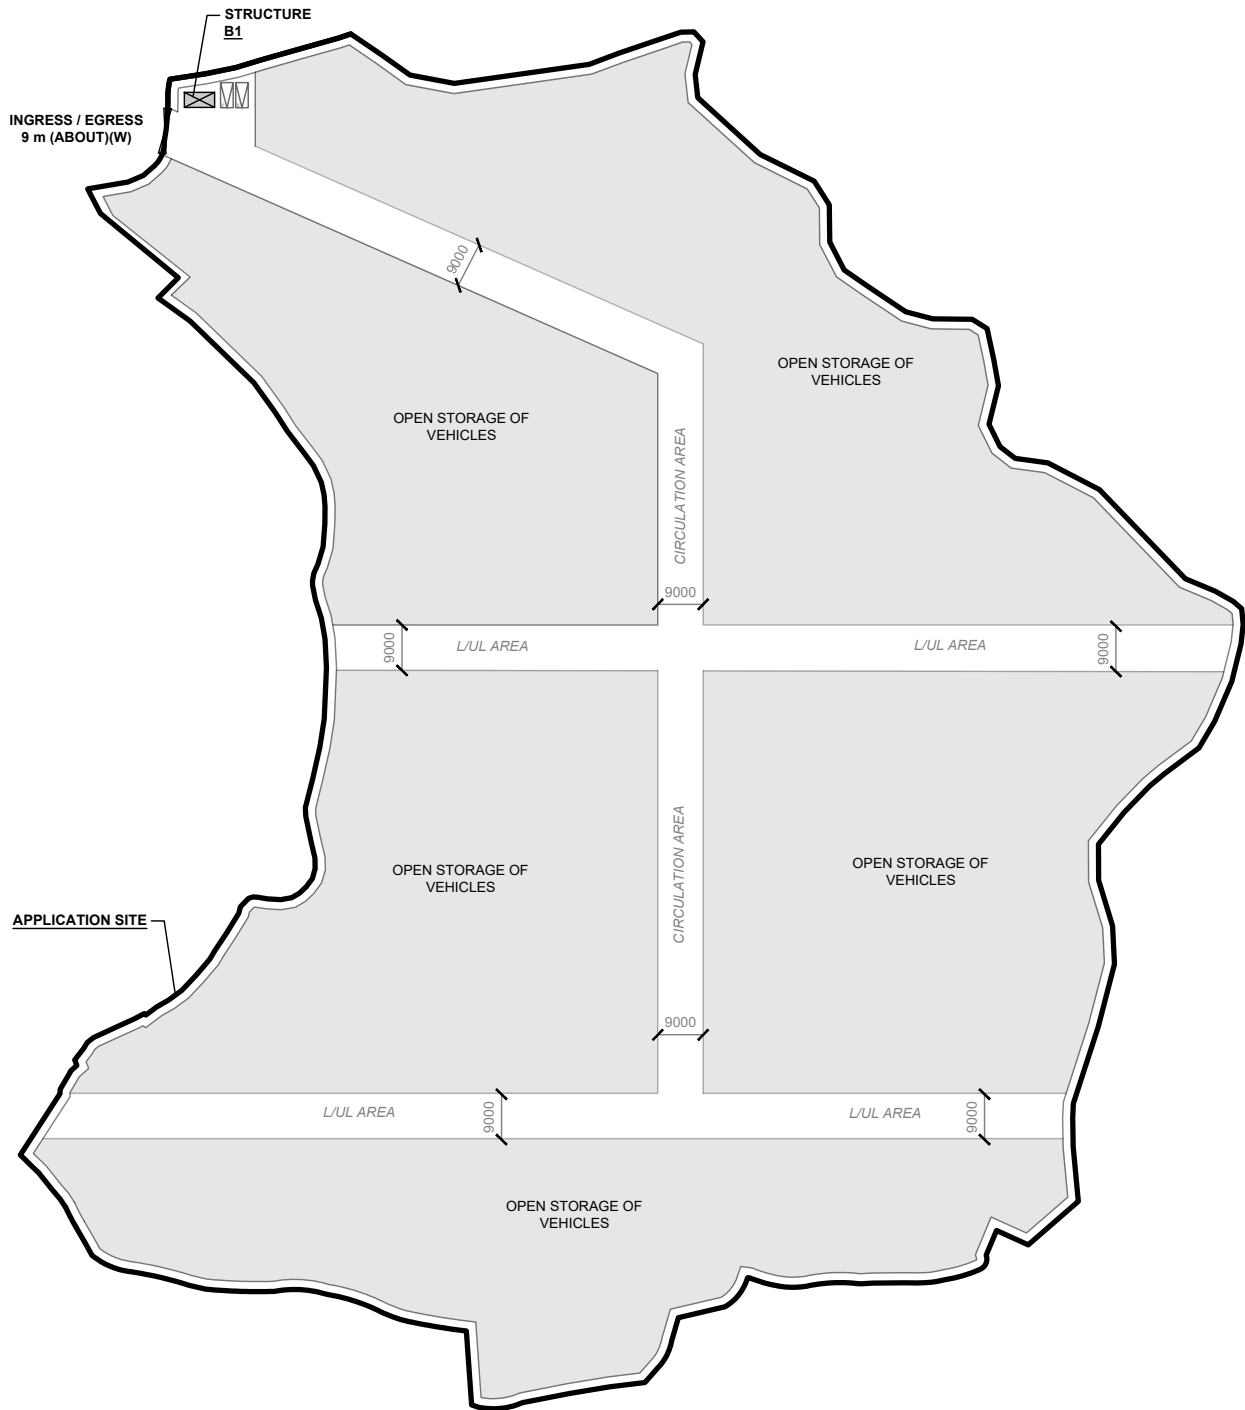 STRUCTURE
B1
INGRESS / EGRESS
9 m (ABOUT)(W)
9000
OPEN STORAGE OF
VEHICLES
OPEN STORAGE OF
VEHICLES
CIRCULATION AREA
9000
9000
L/UL AREA
L/UL AREA
9000
OPEN STORAGE OF
VEHICLES
OPEN STORAGE OF
VEHICLES
CIRCULATION AREA
APPLICATION SITE
9000
L/UL AREA
9000
L/UL AREA
9000
OPEN STORAGE OF
VEHICLES